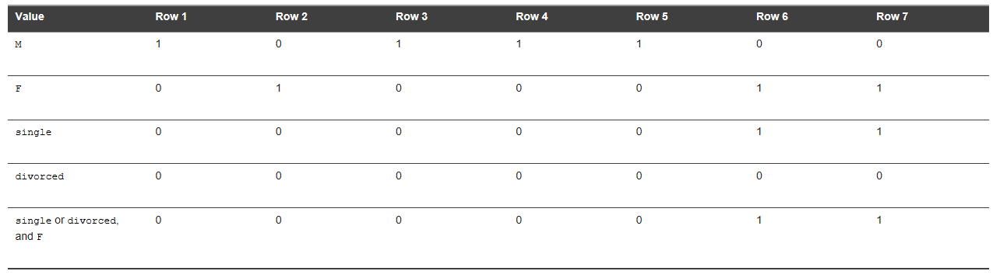 Value Row 1 Row 2 Row 3 Row 4 Row 5 Row 6 Row 7
M 1 0 1 1 1 0 0
F 0 1 0 0 0 1 1
single 0 0 0 0 0 1 1
divorced 0 0 0 0 0 0 0
single or divorced, 0 0 0 0 0 1 1
and F